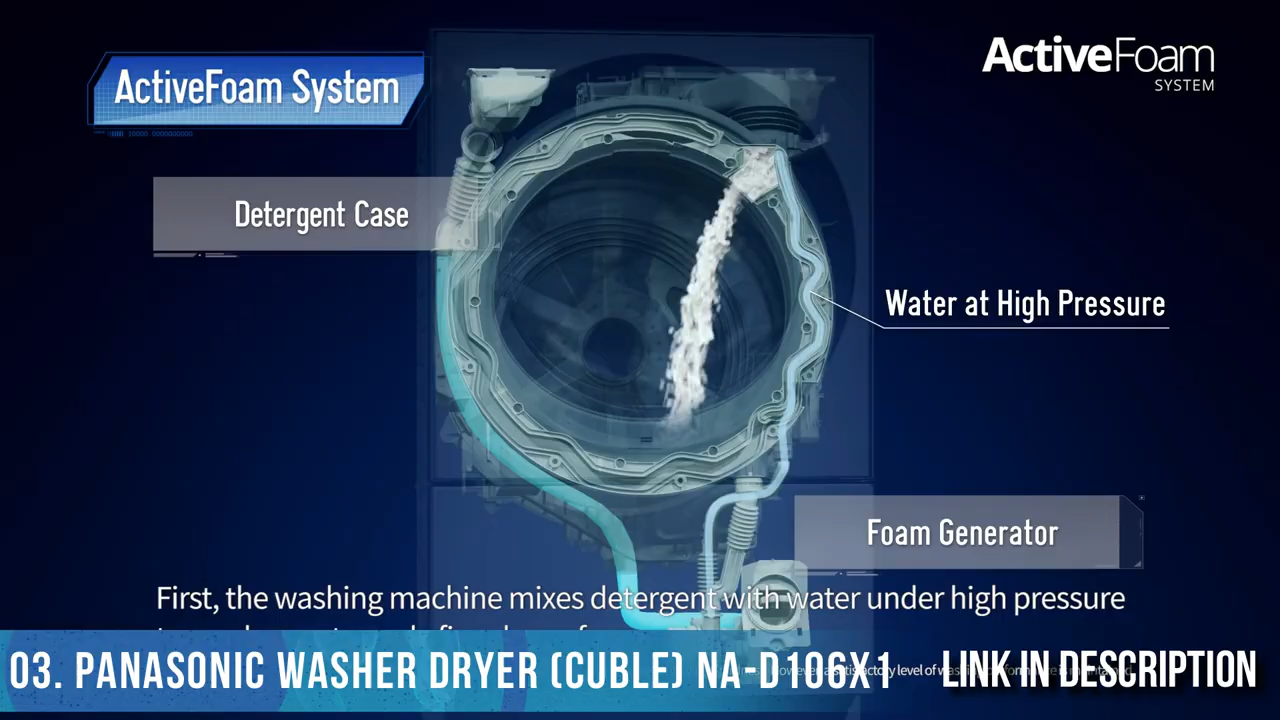 ActiveFoam System
ActiveFoam
SYSTEM
Detergent Case
Water at High Pressure
Foam Generator
First, the washing machine mixes detergent with water under high pressure
03. PANASONIC WASHER DRYER (CUBLE) NA-D106X1
LINK IN DESCRIPTION